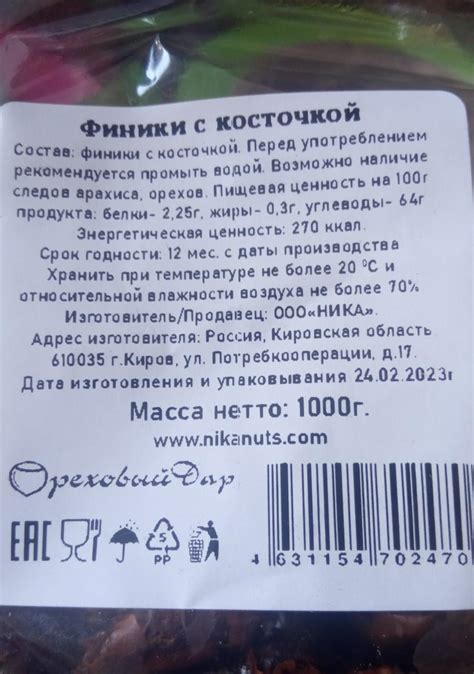 Финики с косточкой
Состав: финики с косточкой. Перед употреблением
рекомендуется промыть водой. Возможно наличие
следов арахиса, орехов. Пищевая ценность на 100г
продукта: белки- 2,25г, жиры- 0,3г, углеводы- 64г
Энергетическая ценность: 270 ккал.
Срок годности: 12 мес. с даты производства
Хранить при температуре не более 20 °С и
относительной влажности воздуха не более 70%
Изготовитель/Продавец: ООО«НИКА».
Адрес изготовителя: Россия, Кировская область
610035 г.Киров, ул. Потребкооперации, д.17.
Дата изготовления и упаковывания 24.02.2023г
Масса нетто: 1000г.
www.nikanuts.com
Ореховый Дар
EAC
5
PP
4 631154 702470